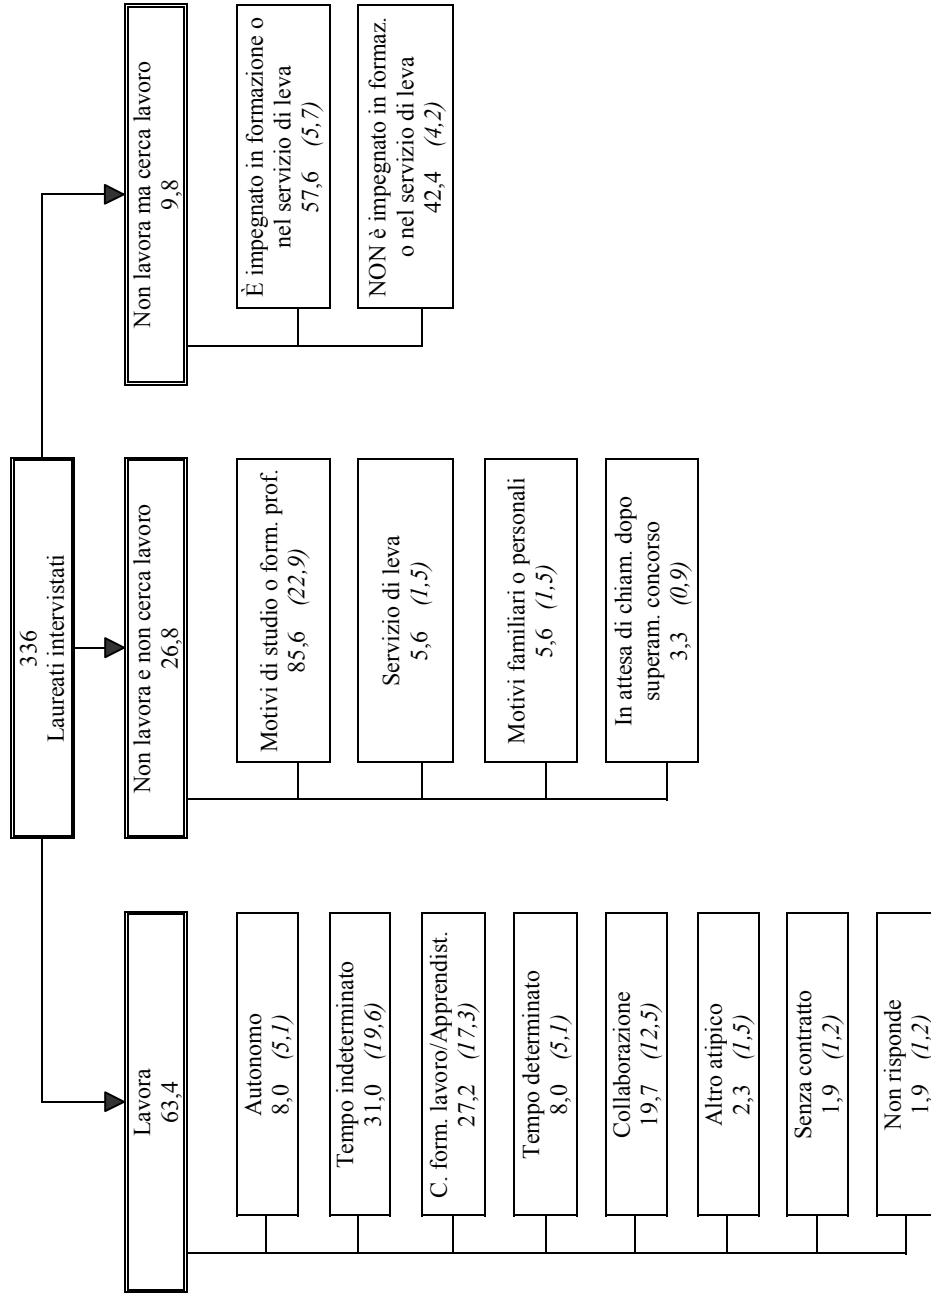 336
Laureati intervistati
Lavora
63,4
Autonomo
8,0 (5,1)
Tempo indeterminato
31,0 (19,6)
C. form. lavoro/Apprendist.
27,2 (17,3)
Tempo determinato
8,0 (5,1)
Collaborazione
19,7 (12,5)
Altro atipico
2,3 (1,5)
Senza contratto
1,9 (1,2)
Non risponde
1,9 (1,2)
Non lavora e non cerca lavoro
26,8
Motivi di studio o form. prof.
85,6 (22,9)
Servizio di leva
5,6 (1,5)
Motivi familiari o personali
5,6 (1,5)
In attesa di chiam. dopo
superam. concorso
3,3 (0,9)
Non lavora ma cerca lavoro
9,8
È impegnato in formazione o
nel servizio di leva
57,6 (5,7)
NON è impegnato in formaz.
o nel servizio di leva
42,4 (4,2)